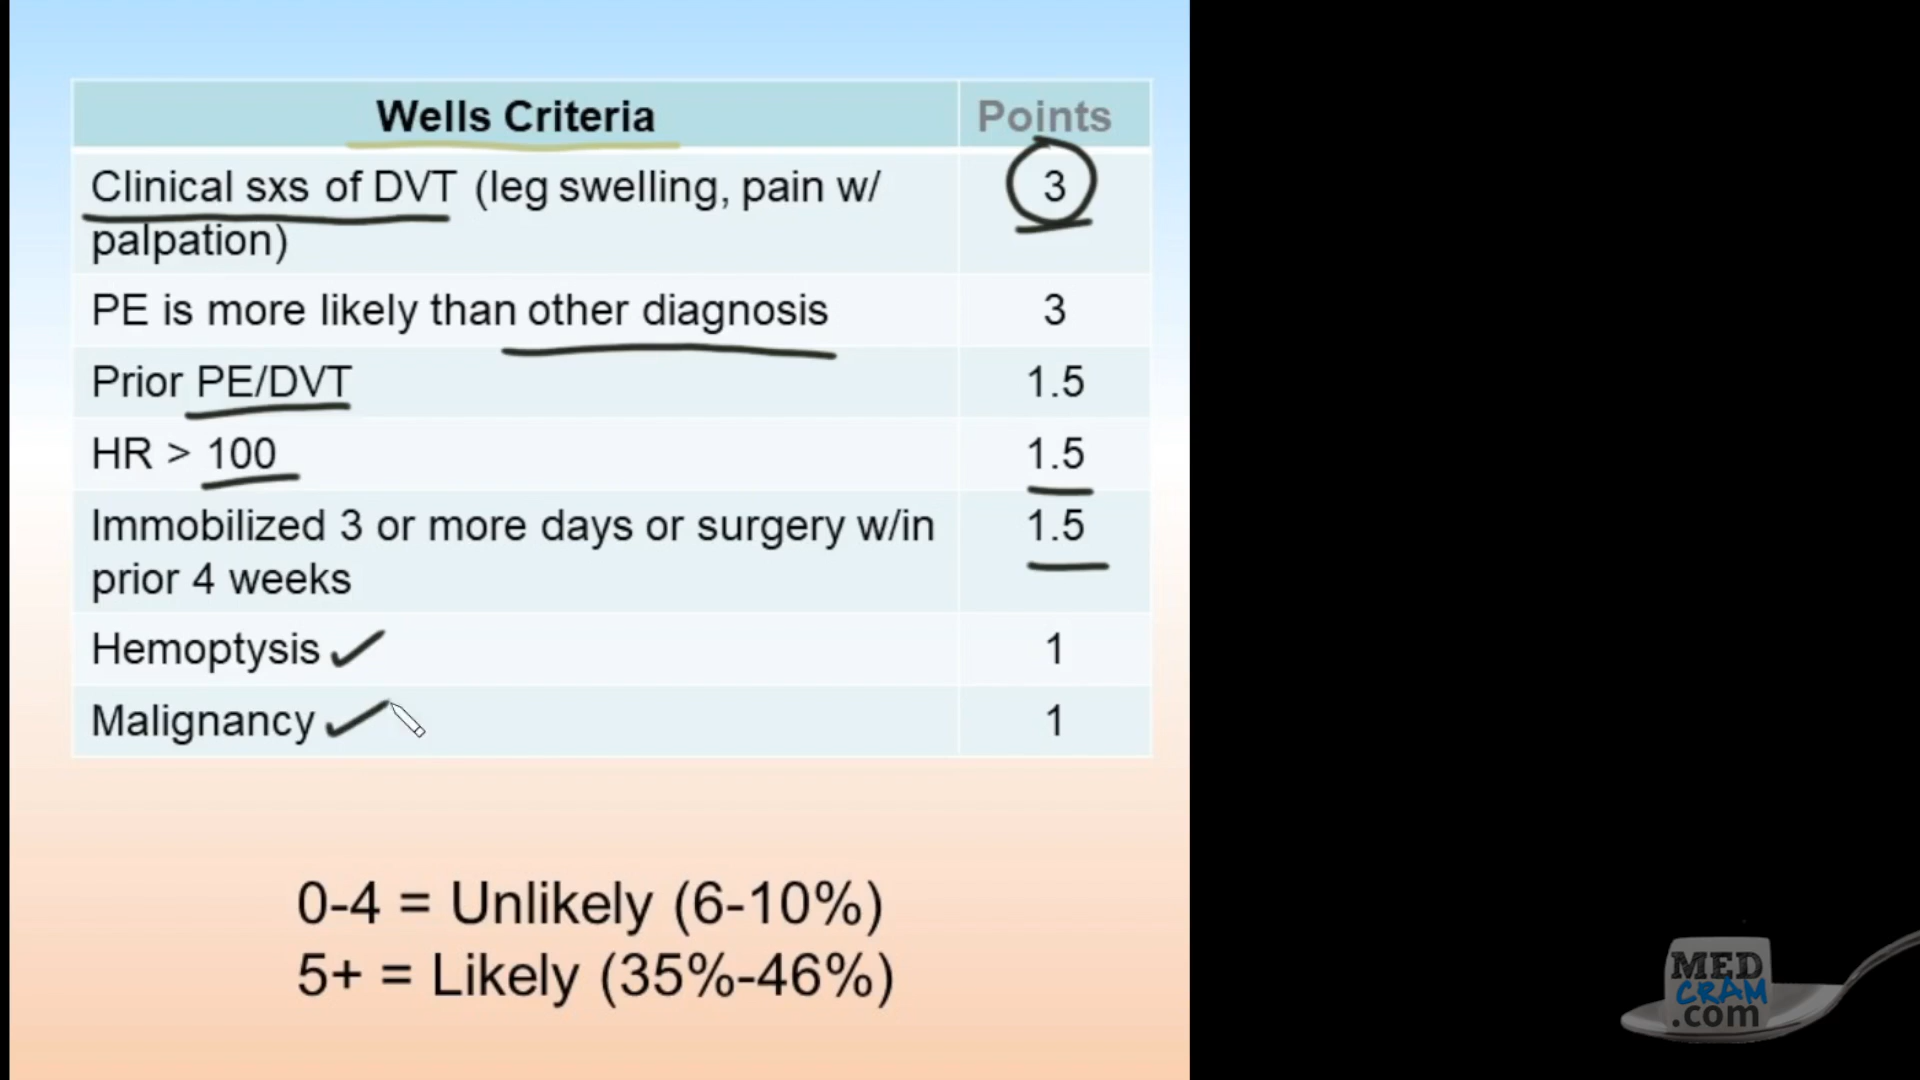 Wells Criteria Points
Clinical sxs of DVT (leg swelling, pain w/ 3
palpation)
PE is more likely than other diagnosis 3
Prior PE/DVT 1.5
HR > 100 1.5
Immobilized 3 or more days or surgery w/in 1.5
prior 4 weeks
Hemoptysis 1
Malignancy 1
0-4 = Unlikely (6-10%)
5+ = Likely (35%-46%)
MED
CRAM
.com